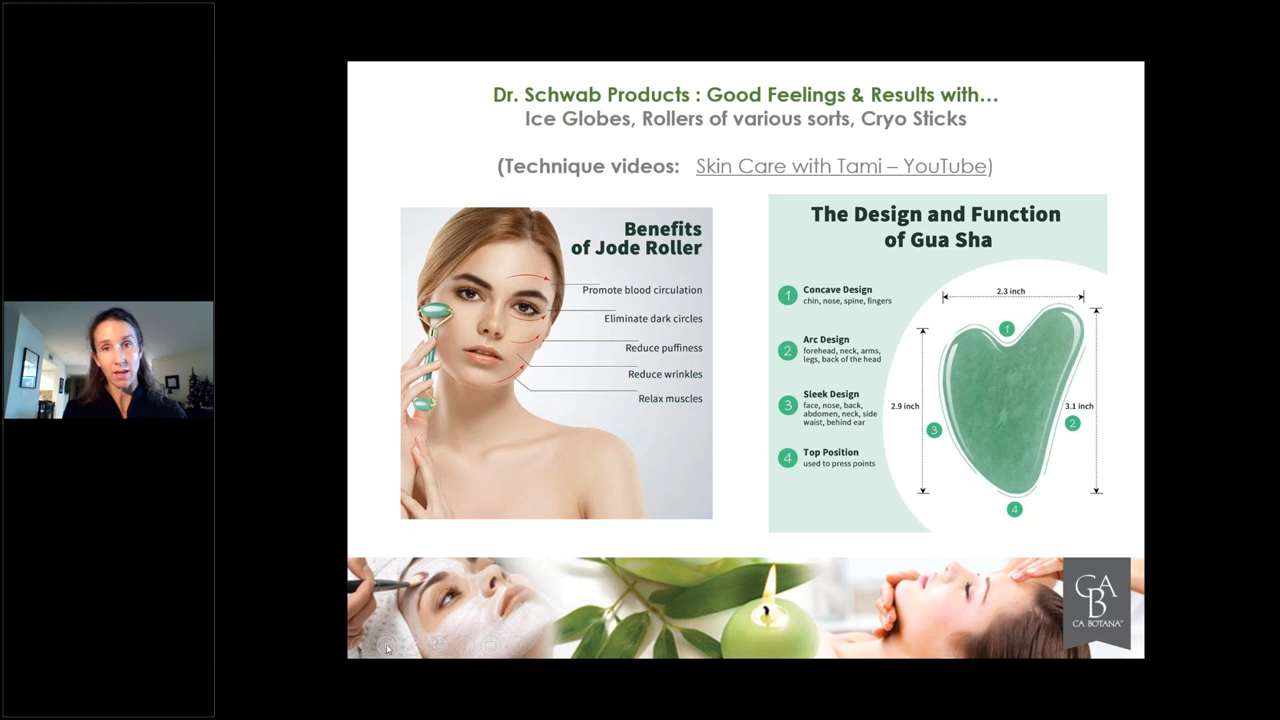 Dr. Schwab Products : Good Feelings & Results with…
Ice Globes, Rollers of various sorts, Cryo Sticks
(Technique videos: Skin Care with Tami – YouTube)
Benefits
of Jode Roller
Promote blood circulation
Eliminate dark circles
Reduce puffiness
Reduce wrinkles
Relax muscles
The Design and Function
of Gua Sha
1 Concave Design
chin, nose, spine, fingers
2 Arc Design
forehead, neck, arms,
legs, back of the head
3 Sleek Design
face, nose, back,
abdomen, neck, side
waist, behind ear
4 Top Position
used to press points
2.3 inch
1
2.9 inch
3.1 inch
3
2
4
CA
B
CA BOTANA®